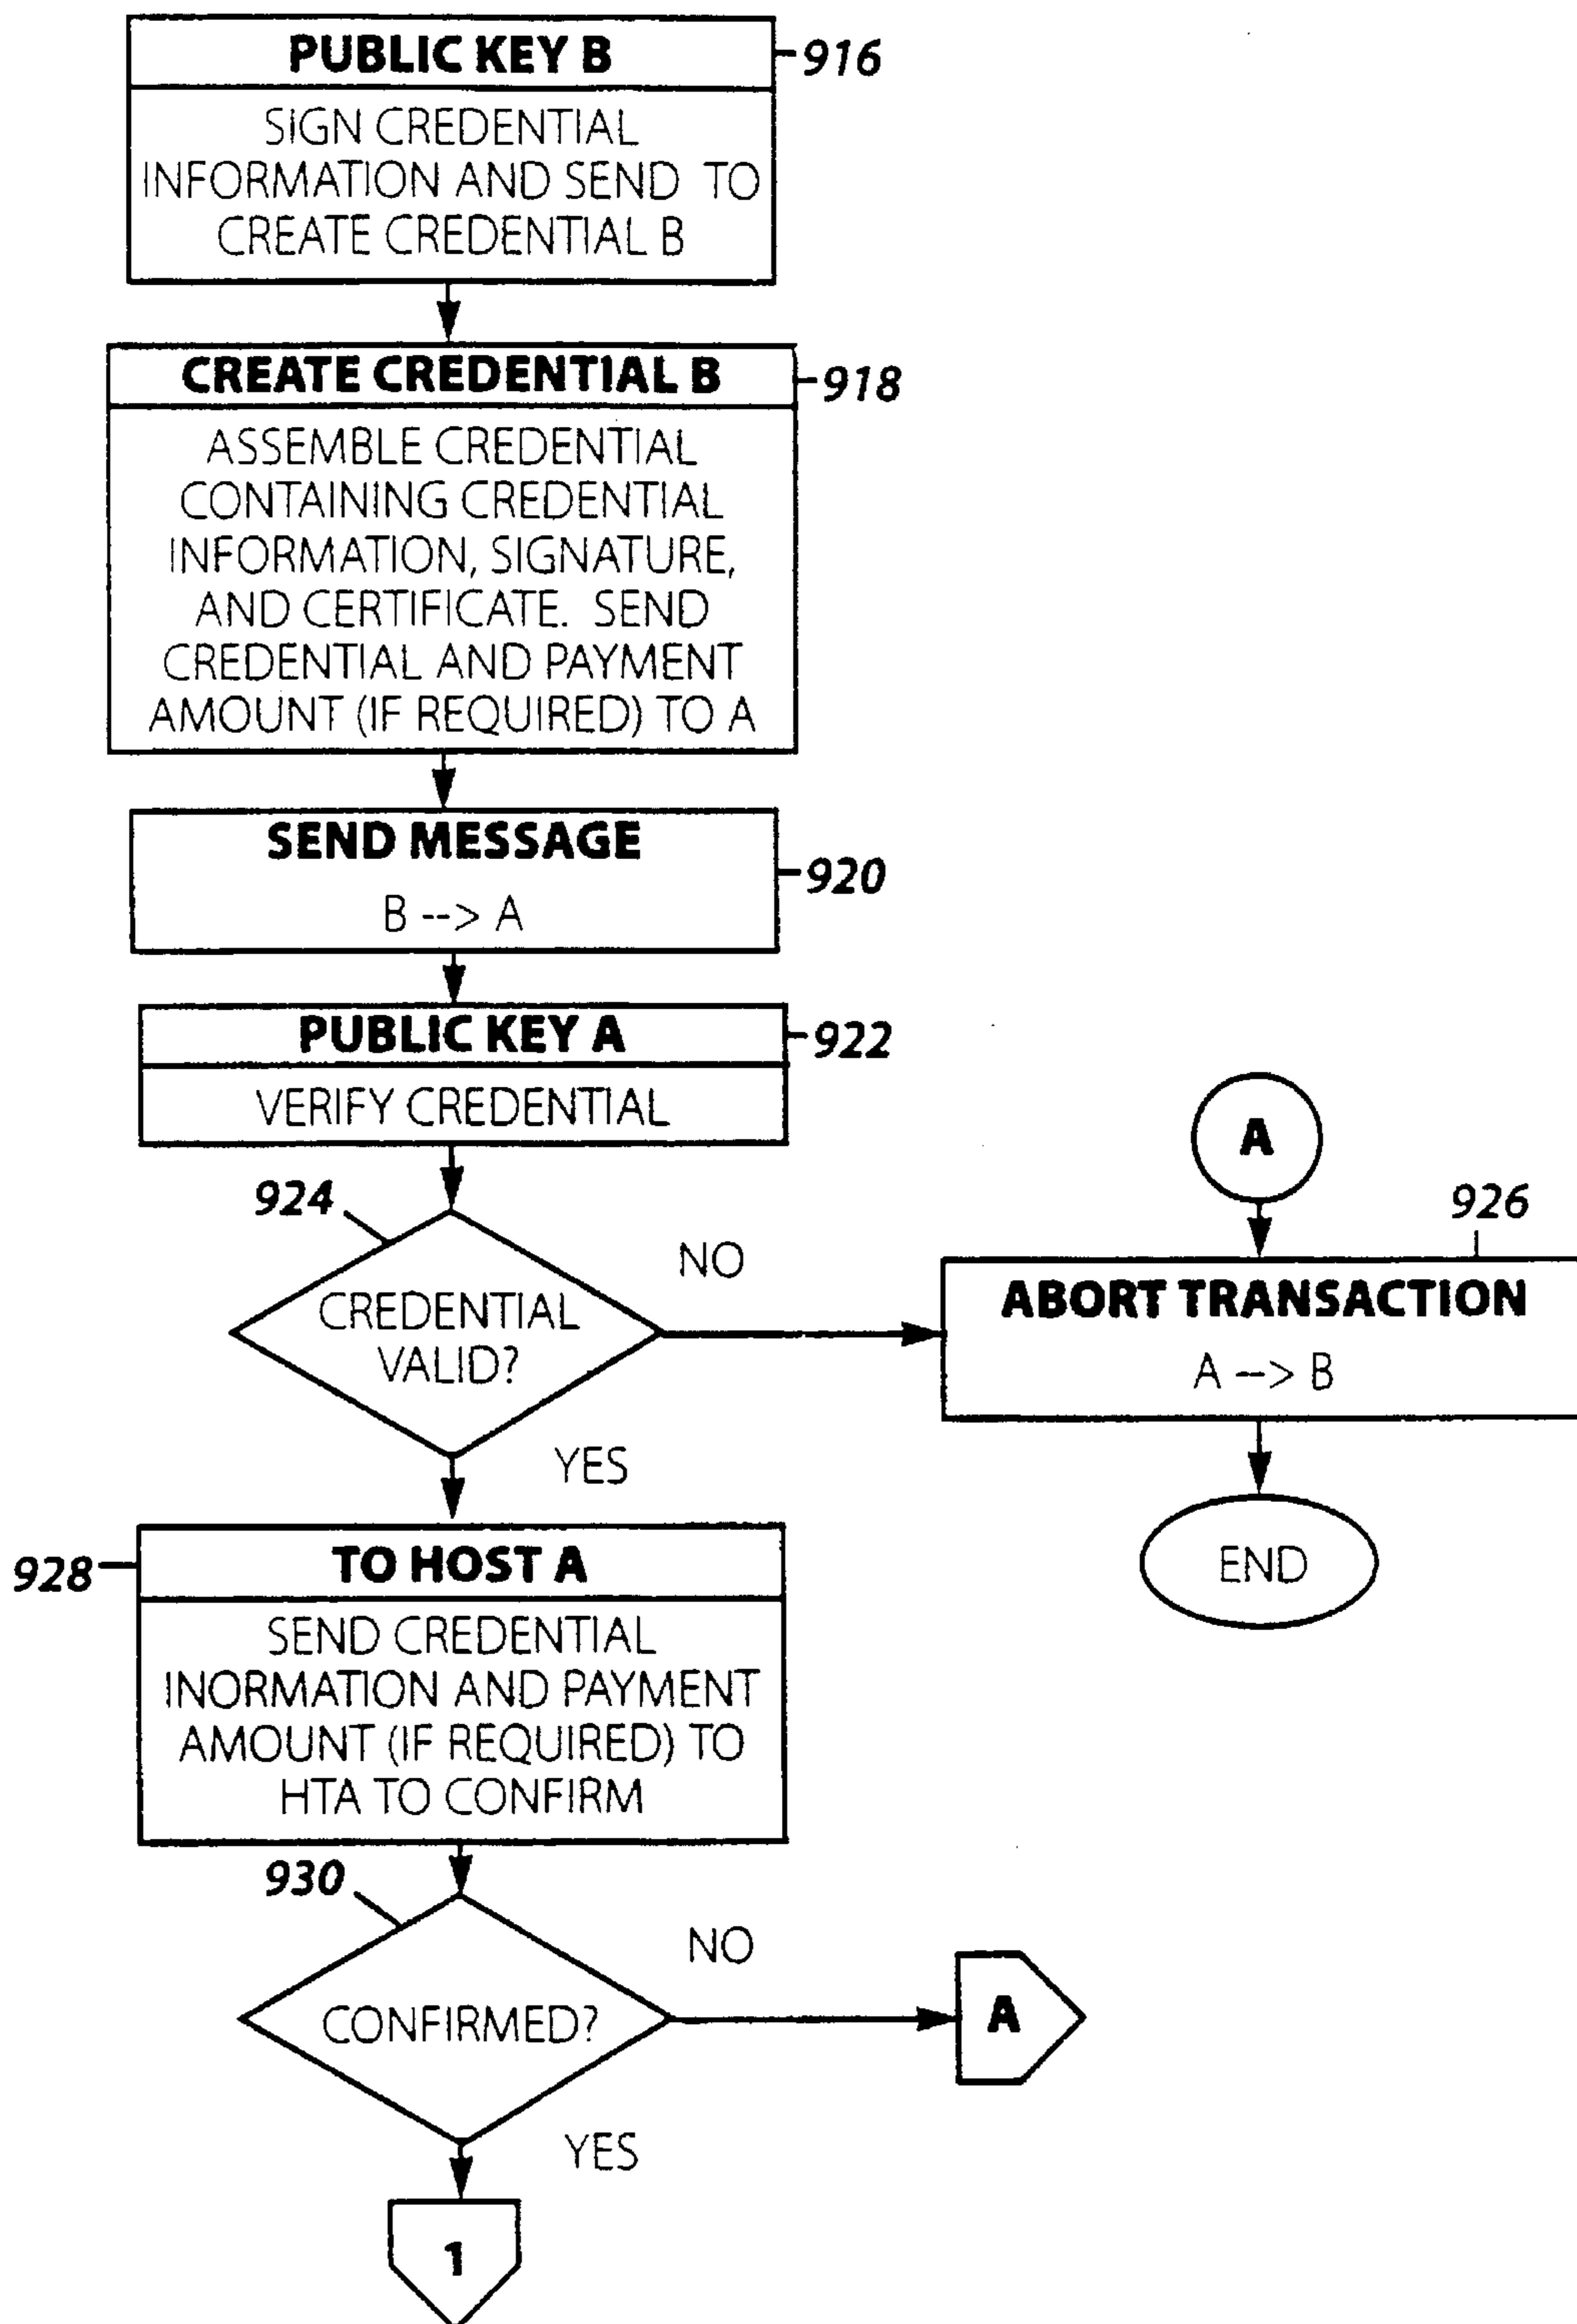 PUBLIC KEY B
916
SIGN CREDENTIAL
INFORMATION AND SEND TO
CREATE CREDENTIAL B
CREATE CREDENTIAL B
918
ASSEMBLE CREDENTIAL
CONTAINING CREDENTIAL
INFORMATION, SIGNATURE,
AND CERTIFICATE. SEND
CREDENTIAL AND PAYMENT
AMOUNT (IF REQUIRED) TO A
SEND MESSAGE
920
B --> A
PUBLIC KEY A
922
VERIFY CREDENTIAL
924
CREDENTIAL
VALID?
NO
YES
A
926
ABORT TRANSACTION
A --> B
END
928
TO HOST A
SEND CREDENTIAL
INORMATION AND PAYMENT
AMOUNT (IF REQUIRED) TO
HTA TO CONFIRM
930
CONFIRMED?
NO
A
YES
1